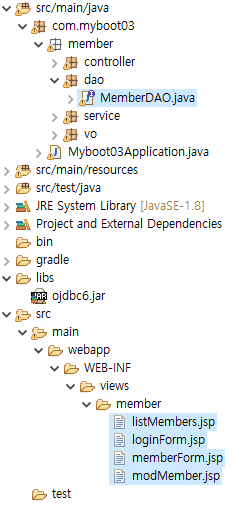 src/main/java
com.myboot03
member
controller
dao
MemberDAO.java
service
vo
Myboot03Application.java
src/main/resources
src/test/java
JRE System Library [JavaSE-1.8]
Project and External Dependencies
bin
gradle
libs
ojdbc6.jar
src
main
webapp
WEB-INF
views
member
listMembers.jsp
loginForm.jsp
memberForm.jsp
modMember.jsp
test